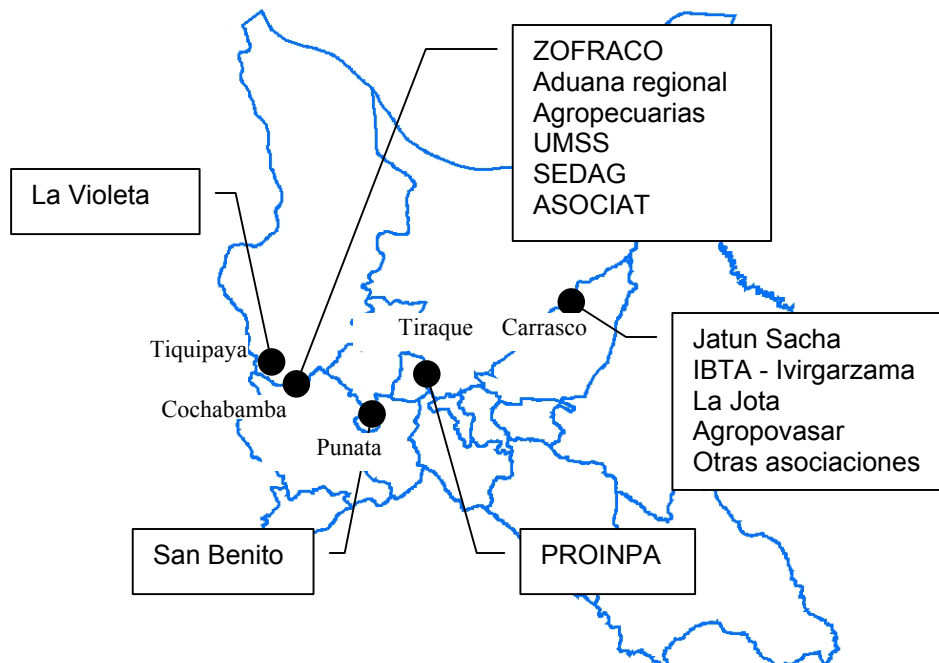 ZOFRACO
Aduana regional
Agropecuarias
UMSS
SEDAG
ASOCIAT
La Violeta
Tiraque
Carrasco
Tiquipaya
Cochabamba
Punata
Jatun Sacha
IBTA - Ivirgarzama
La Jota
Agropovasar
Otras asociaciones
San Benito
PROINPA